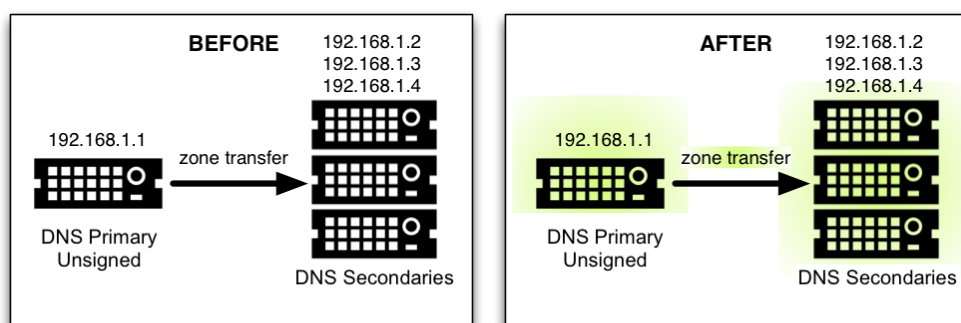 BEFORE
192.168.1.2
192.168.1.3
192.168.1.4
192.168.1.1
zone transfer
DNS Primary
Unsigned
DNS Secondaries
AFTER
192.168.1.2
192.168.1.3
192.168.1.4
192.168.1.1
zone transfer
DNS Primary
Unsigned
DNS Secondaries